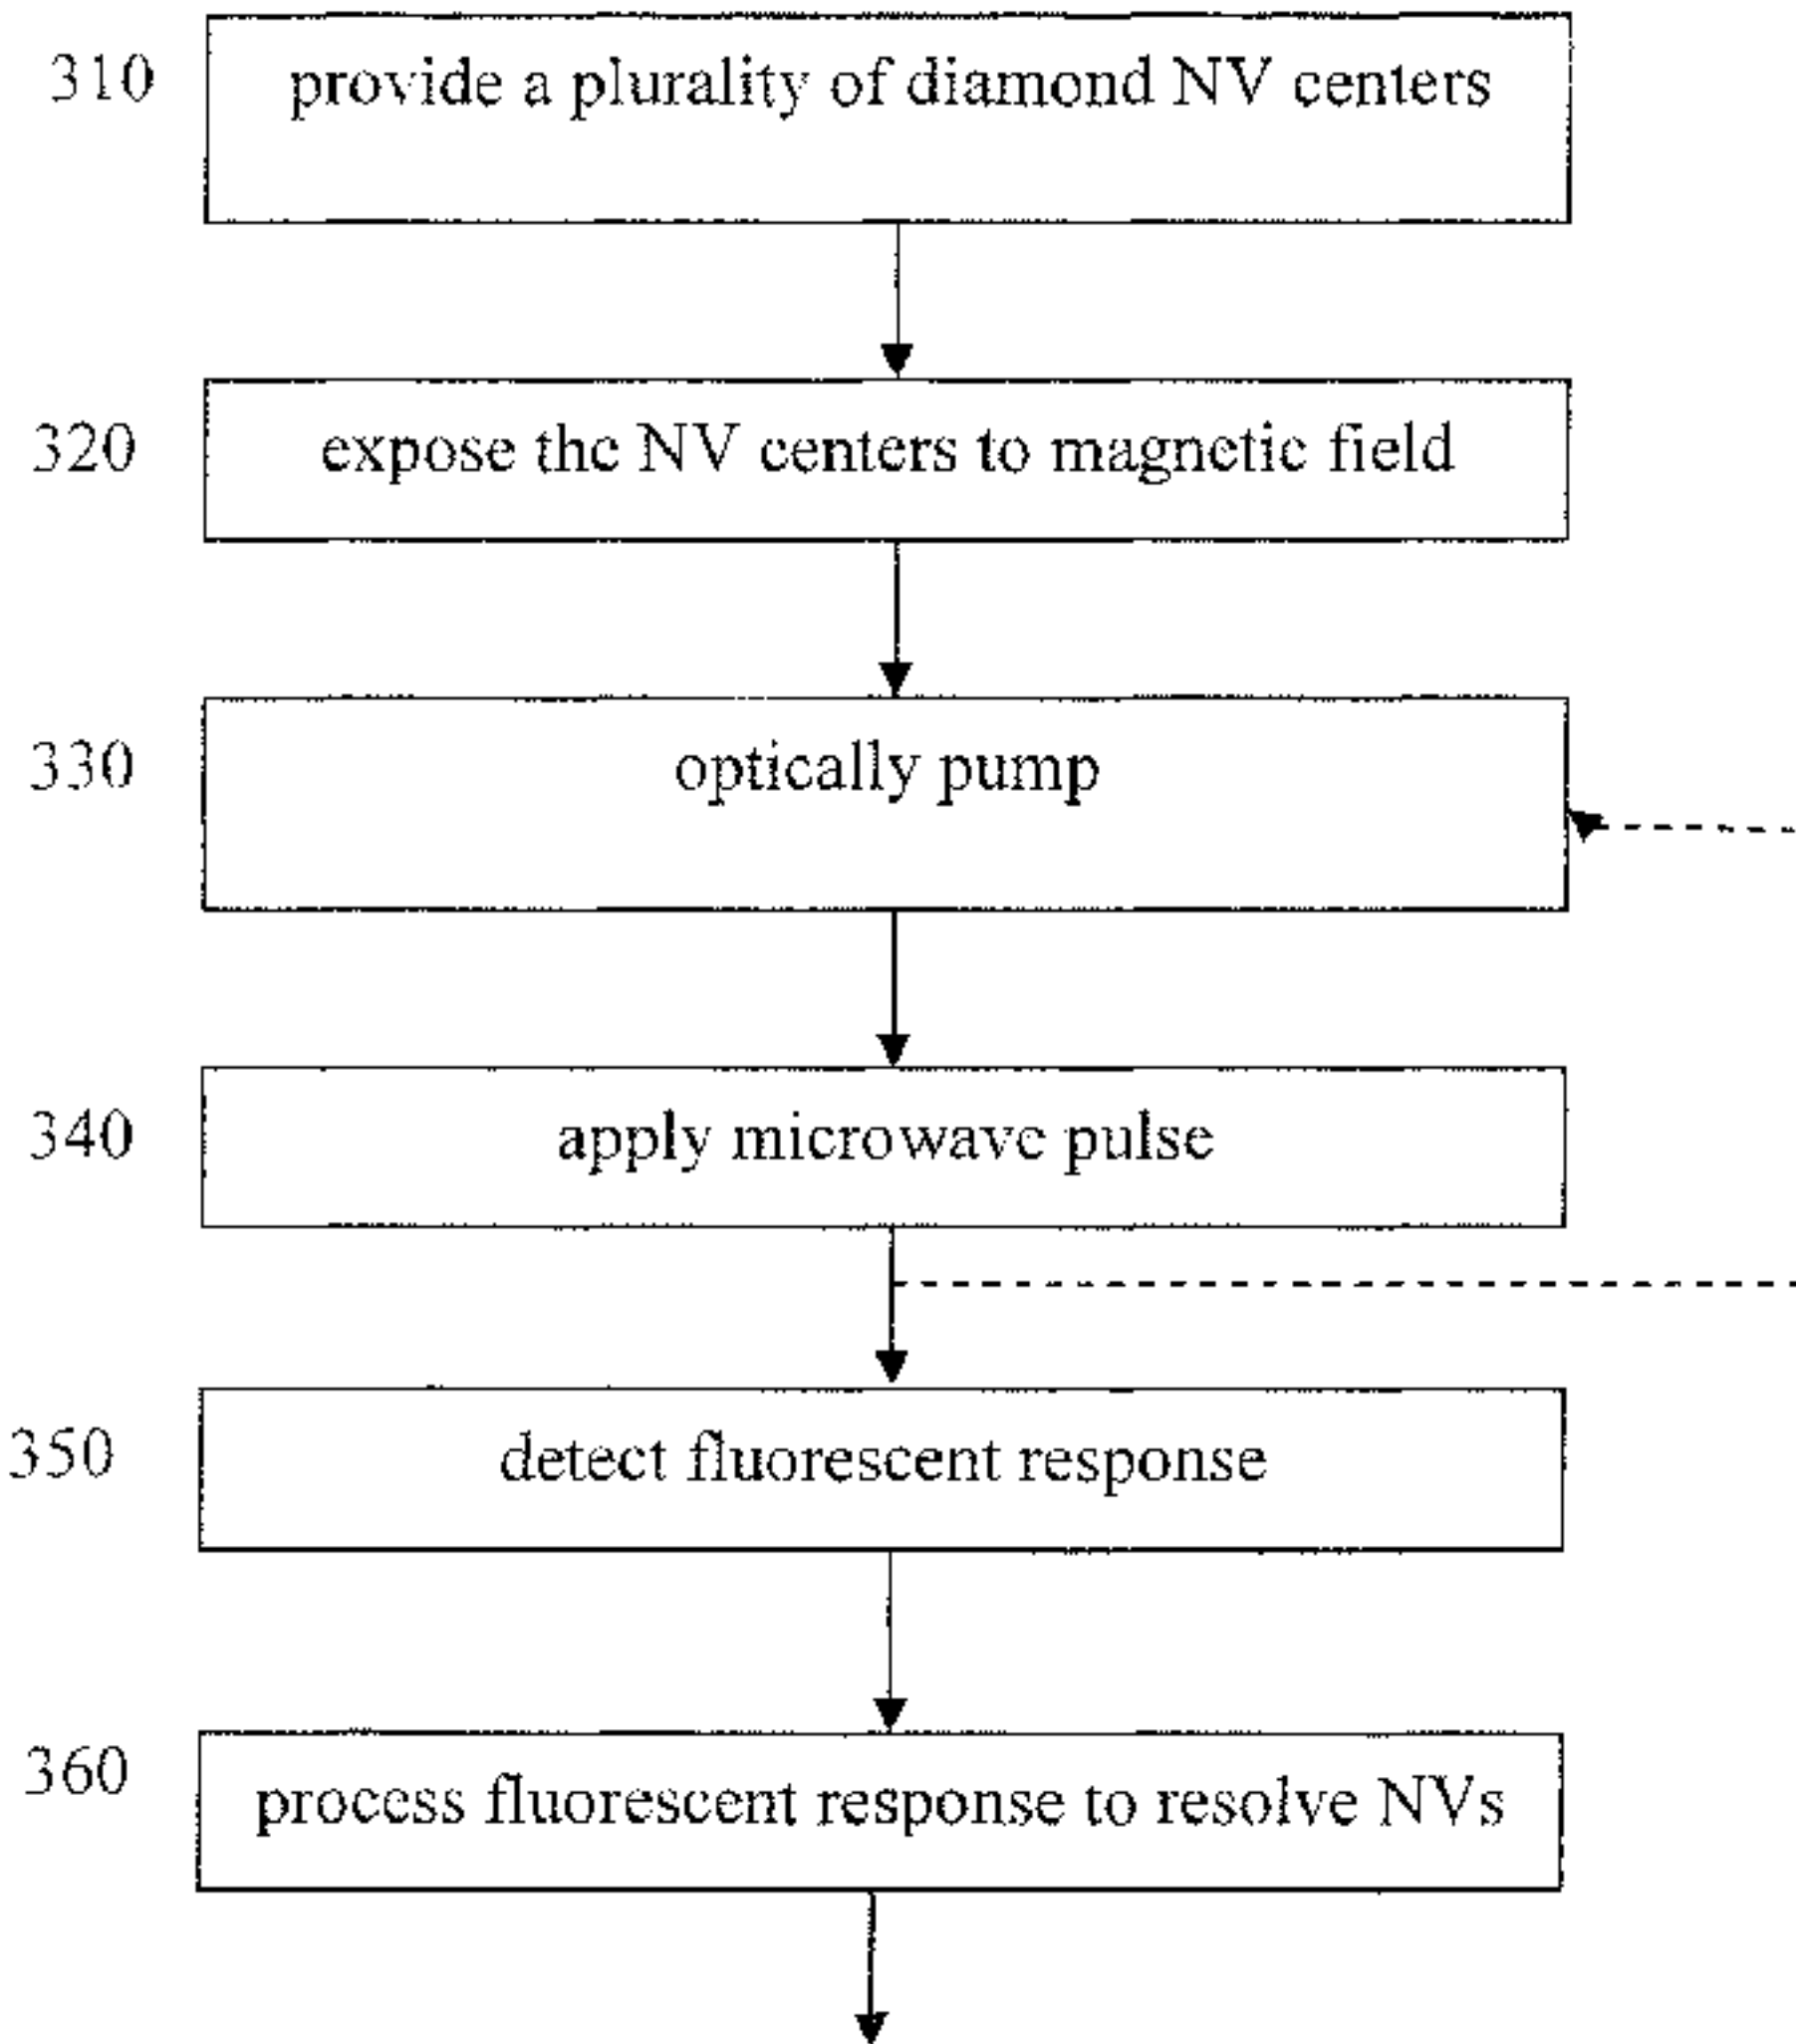 310
provide a plurality of diamond NV centers
320
expose the NV centers to magnetic field
330
optically pump
340
apply microwave pulse
350
detect fluorescent response
360
process fluorescent response to resolve NVs